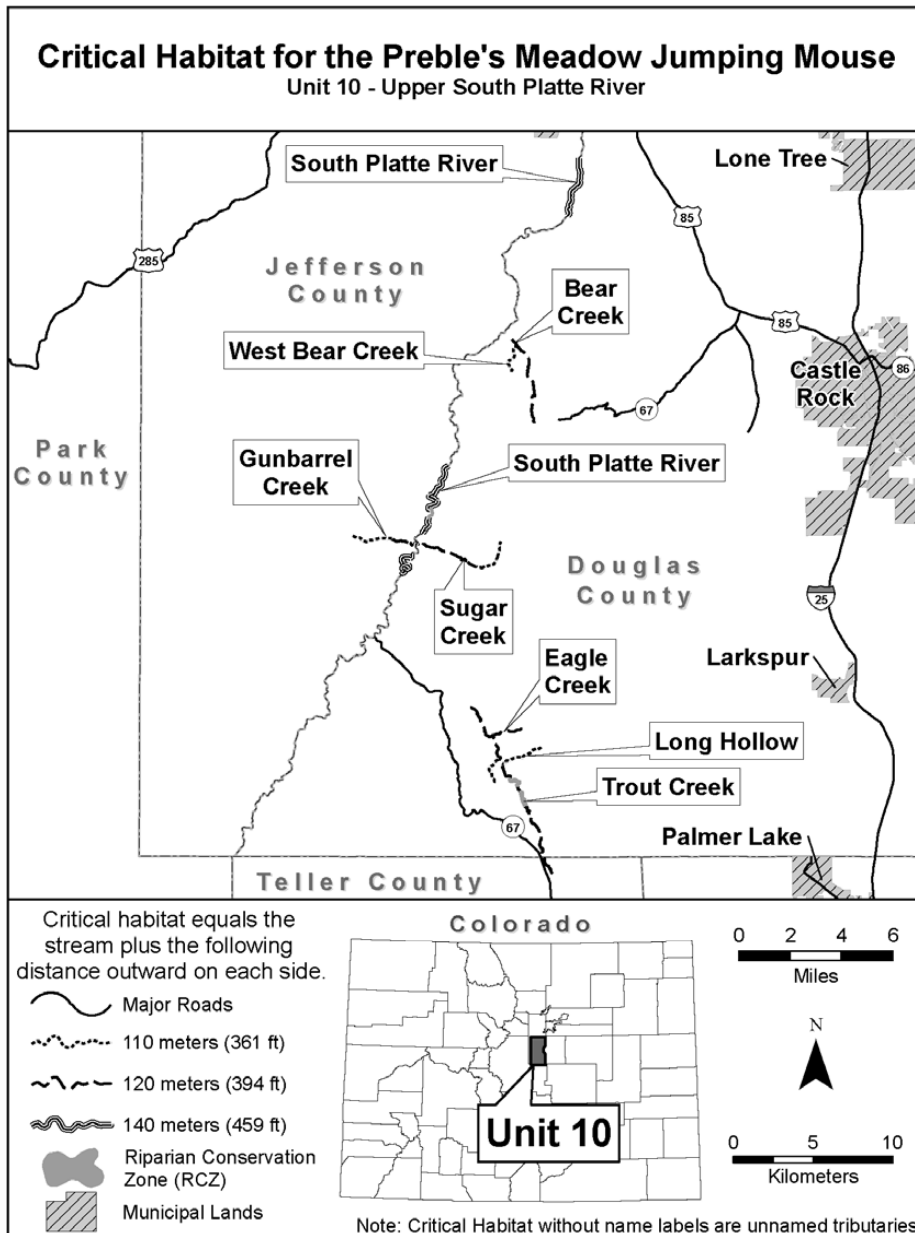 Critical Habitat for the Preble's Meadow Jumping Mouse
Unit 10 - Upper South Platte River
South Platte River
Lone Tree
85
285
Jefferson
County
Bear
Creek
85
West Bear Creek
Castle
Rock
86
67
Park
County
Gunbarrel
Creek
South Platte River
Douglas
County
Sugar
Creek
25
Eagle
Creek
Larkspur
Long Hollow
Trout Creek
67
Palmer Lake
Teller County
Critical habitat equals the
stream plus the following
distance outward on each side.
Major Roads
110 meters (361 ft)
120 meters (394 ft)
140 meters (459 ft)
Riparian Conservation
Zone (RCZ)
Municipal Lands
Colorado
Unit 10
0 2 4 6
Miles
N
0 5 10
Kilometers
Note: Critical Habitat without name labels are unnamed tributaries